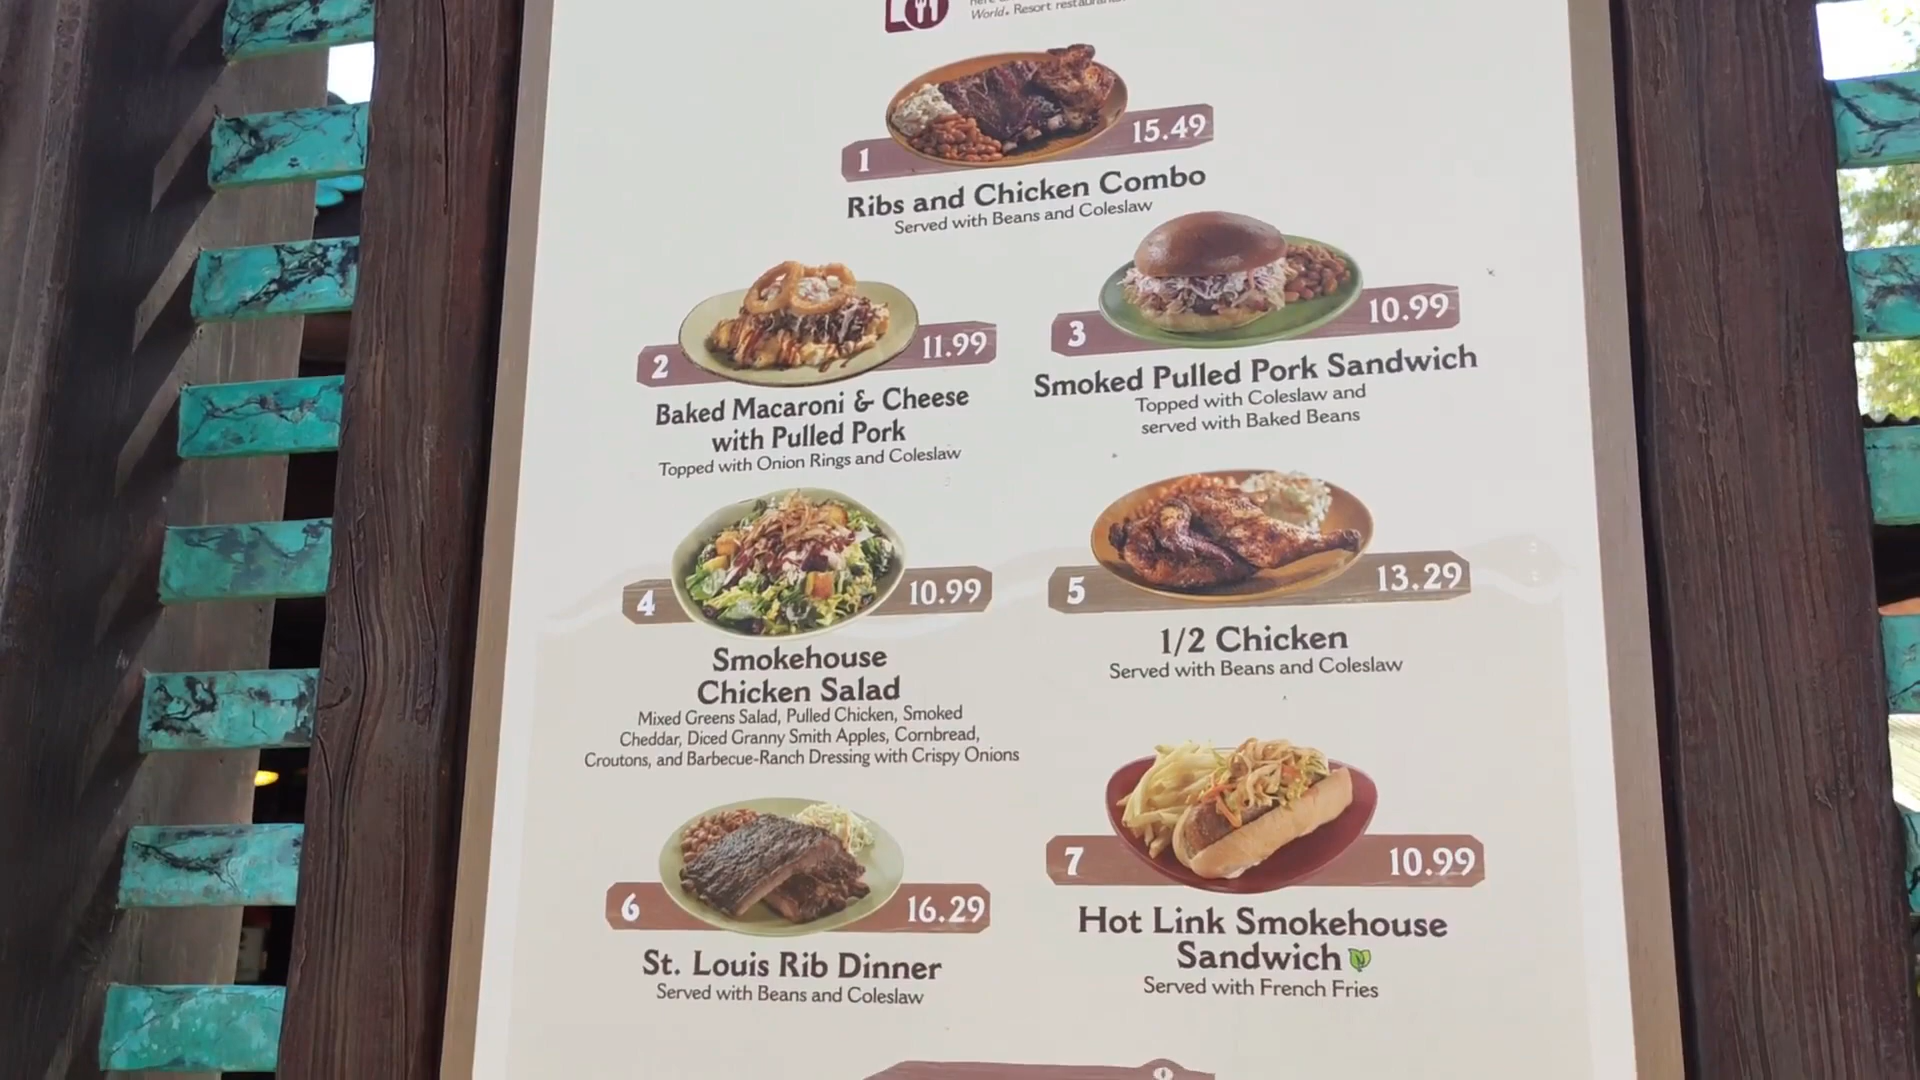 World. Resort
15.49
1
Ribs and Chicken Combo
Served with Beans and Coleslaw
11.99
2
Baked Macaroni & Cheese
with Pulled Pork
Topped with Onion Rings and Coleslaw
10.99
3
Smoked Pulled Pork Sandwich
Topped with Coleslaw and
served with Baked Beans
4
10.99
Smokehouse
Chicken Salad
Mixed Greens Salad, Pulled Chicken, Smoked
Cheddar, Diced Granny Smith Apples, Cornbread,
Croutons, and Barbecue-Ranch Dressing with Crispy Onions
5
13.29
1/2 Chicken
Served with Beans and Coleslaw
6
16.29
St. Louis Rib Dinner
Served with Beans and Coleslaw
7
10.99
Hot Link Smokehouse
Sandwich
Served with French Fries